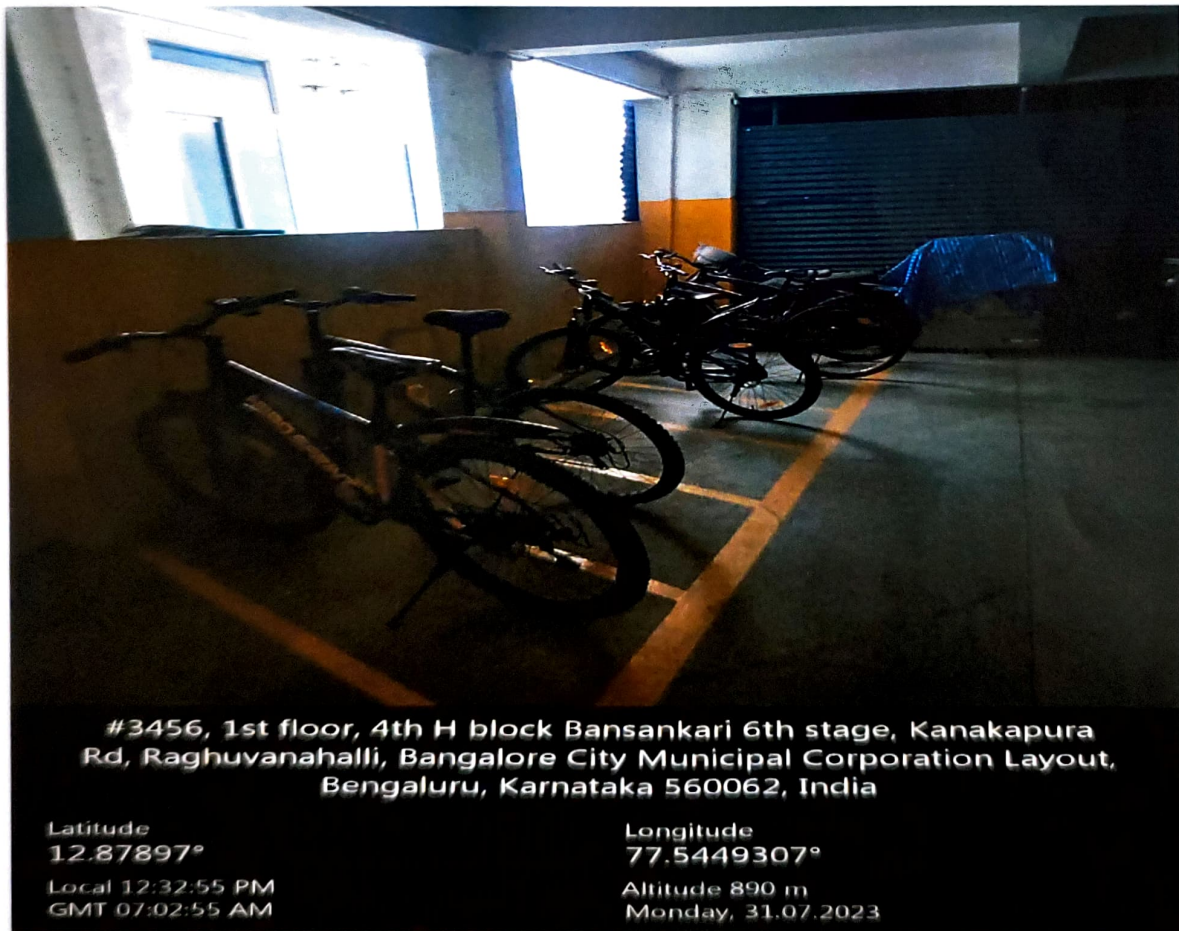 #3456, 1st floor, 4th H block Bansankari 6th stage, Kanakapura
Rd, Raghuvanahalli, Bangalore City Municipal Corporation Layout,
Bengaluru, Karnataka 560062, India
Latitude
12.87897°
Longitude
77.5449307°
Local 12:32:55 PM
GMT 07:02:55 AM
Altitude 890 m
Monday, 31.07.2023